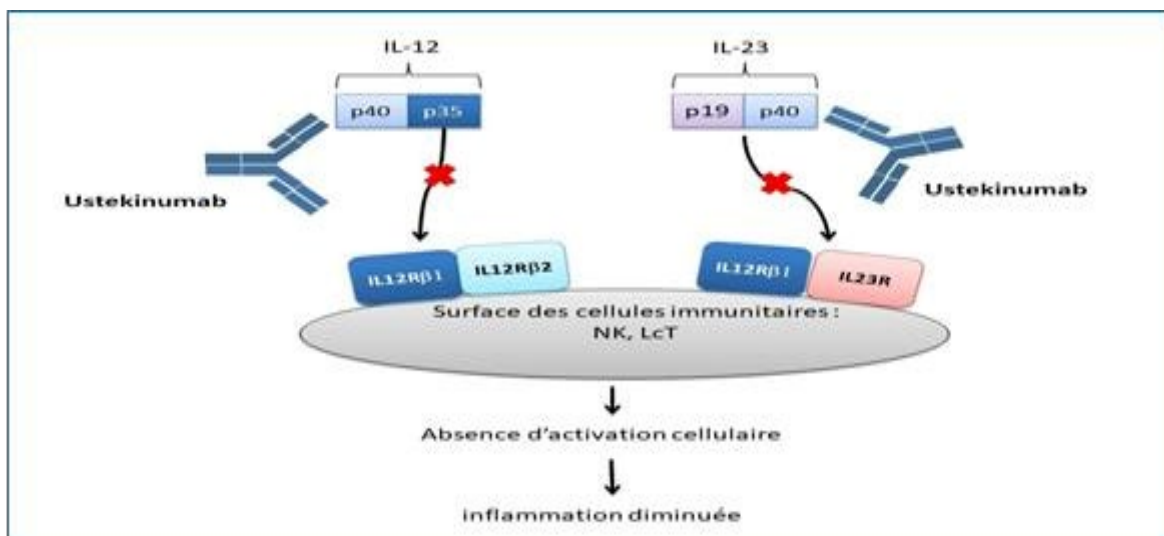 IL-12
IL-23
p40 p35
p19 p40
Ustekinumab
Ustekinumab
IL12Rβ1 IL12Rβ2
IL12Rβ1 IL23R
Surface des cellules immunitaires :
NK, LcT
Absence d’activation cellulaire
inflammation diminuée